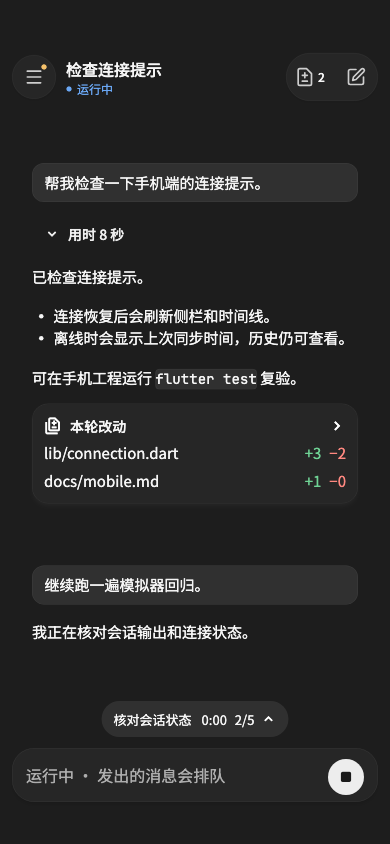 检查连接提示
运行中
2
帮我检查一下手机端的连接提示。
用时 8 秒
已检查连接提示。
• 连接恢复后会刷新侧栏和时间线。
• 离线时会显示上次同步时间，历史仍可查看。
可在手机工程运行 flutter test 复验。
本轮改动
lib/connection.dart +3 −2
docs/mobile.md +1 −0
继续跑一遍模拟器回归。
我正在核对会话输出和连接状态。
核对会话状态 0:00 2/5
运行中 · 发出的消息会排队